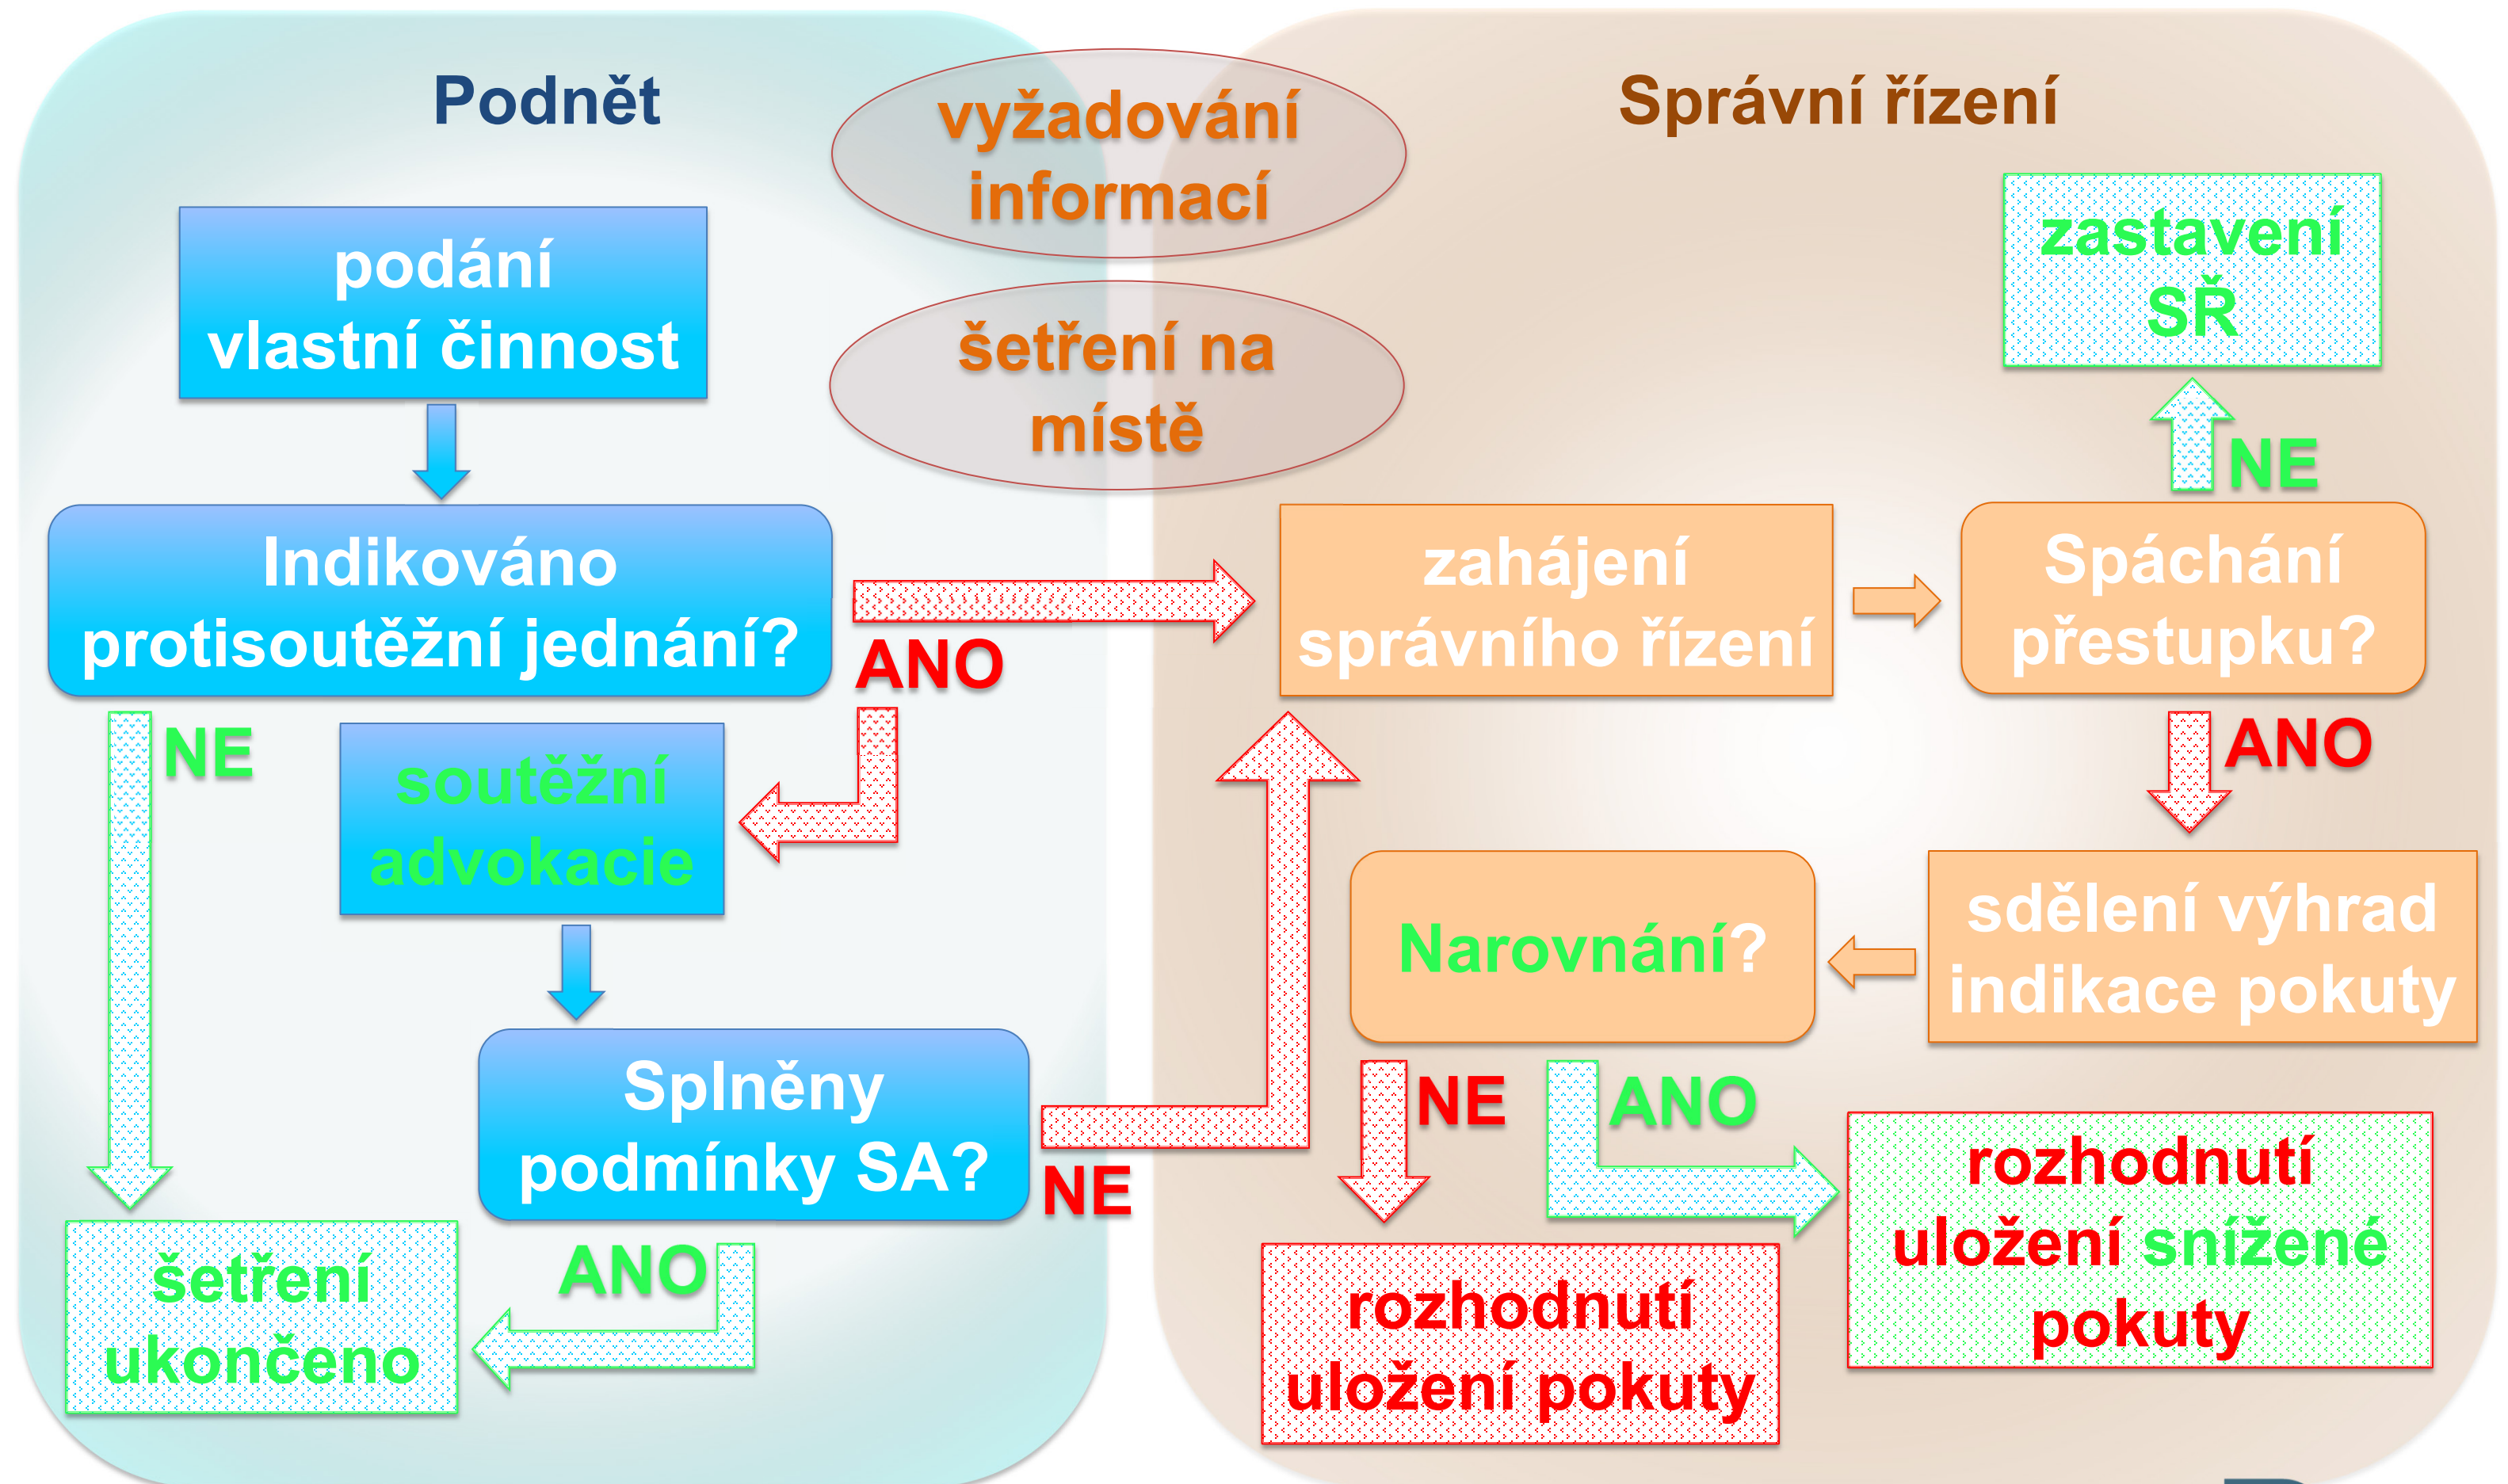 Podnět
podání
vlastní činnost
Indikováno
protisoutěžní jednání?
NE
ANO
soutěžní
advokacie
Splněny
podmínky SA?
NE
ANO
šetření
ukončeno
vyžadování
informací
šetření na
místě
Správní řízení
zastavení
SŘ
NE
zahájení
správního řízení
Spáchání
přestupku?
ANO
Narovnání?
sdělení výhrad
indikace pokuty
NE
ANO
rozhodnutí
uložení pokuty
rozhodnutí
uložení snížené
pokuty